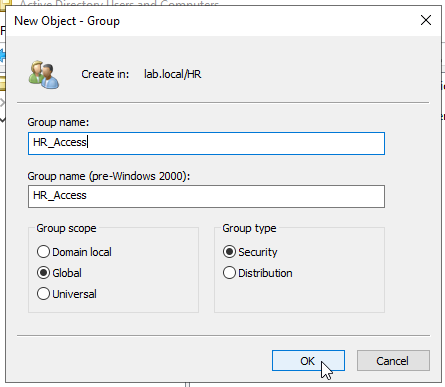 Active Directory Users and Computers
New Object - Group
Create in: lab.local/HR
Group name:
HR_Access
Group name (pre-Windows 2000):
HR_Access
Group scope
Domain local
Global
Universal
Group type
Security
Distribution
OK
Cancel